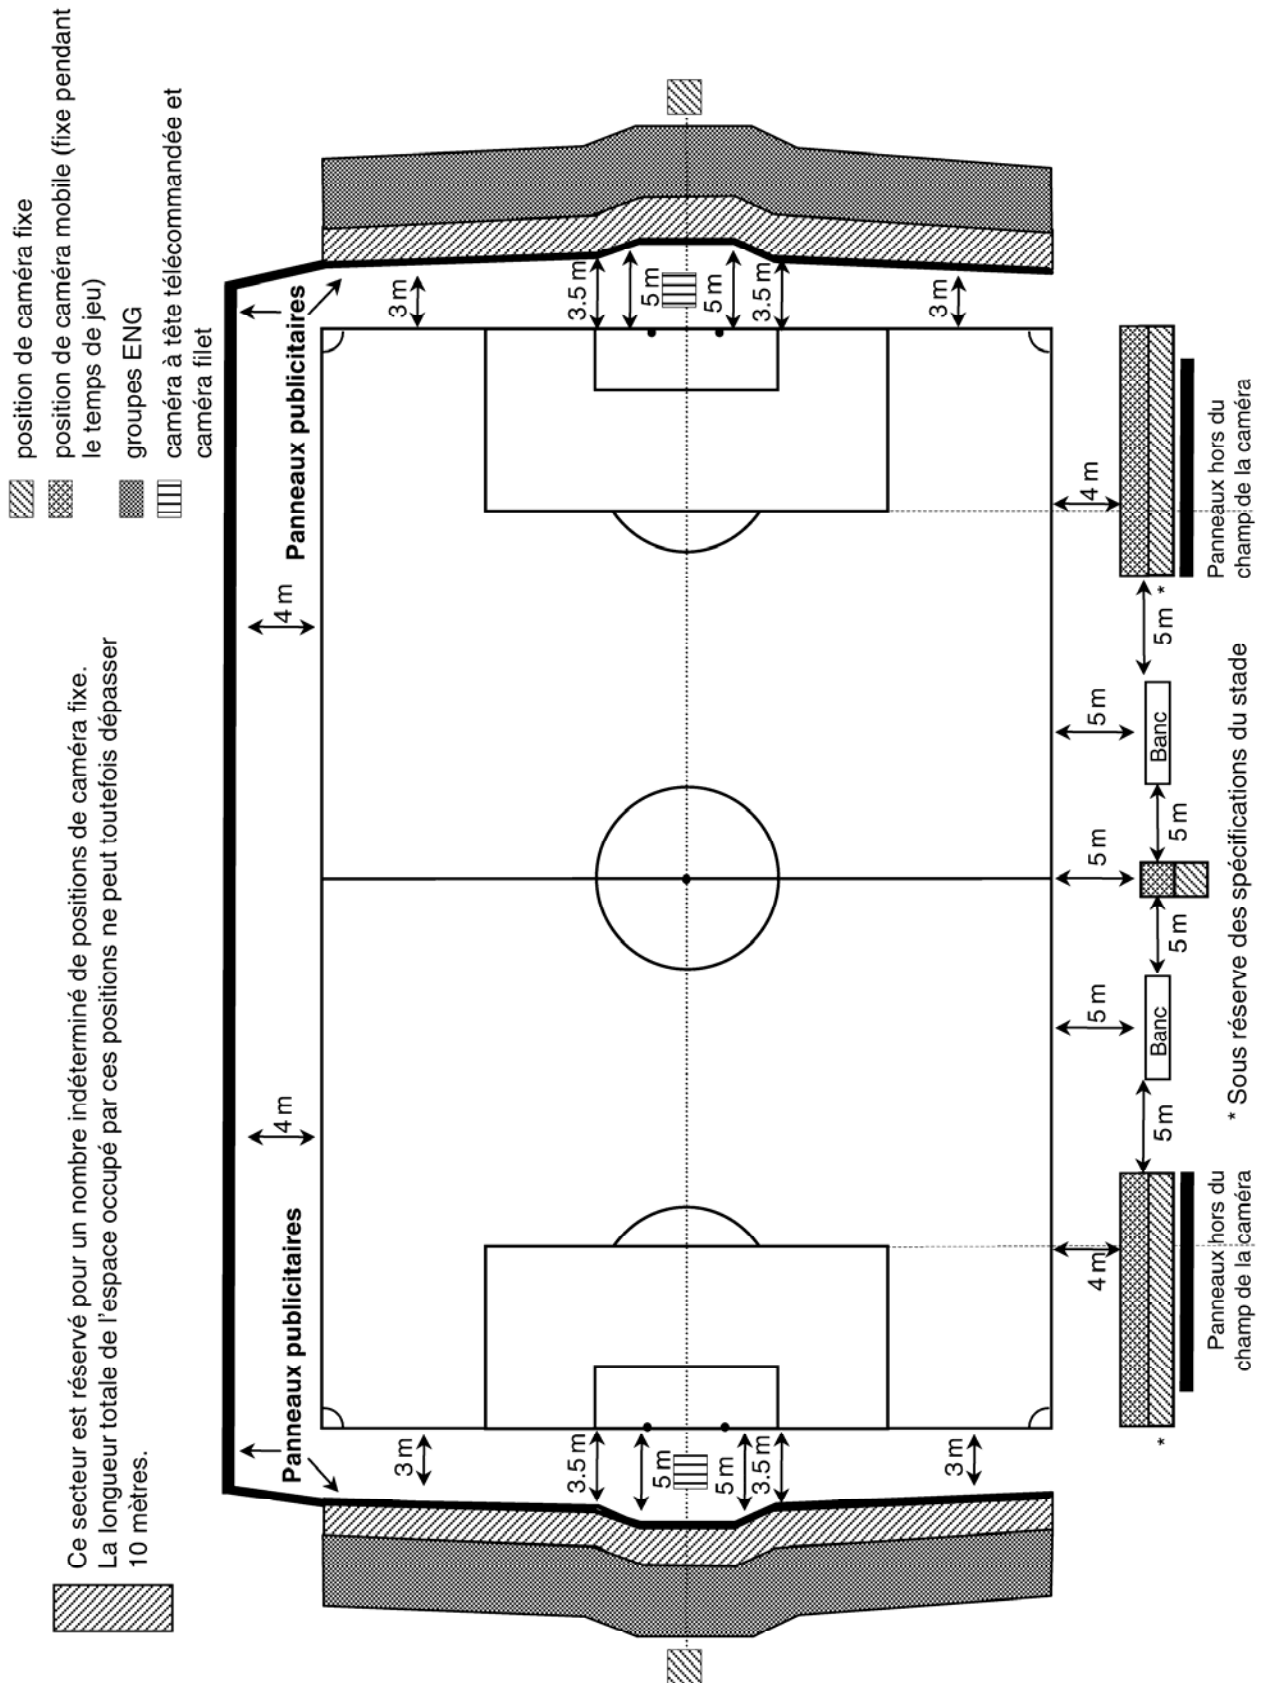 Ce secteur est réservé pour un nombre indéterminé de positions de caméra fixe.
La longueur totale de l'espace occupé par ces positions ne peut toutefois dépasser
10 mètres.
position de caméra fixe
position de caméra mobile (fixe pendant
le temps de jeu)
groupes ENG
caméra à tête télécommandée et
caméra filet
Panneaux publicitaires
4 m
4 m
Panneaux publicitaires
3 m
3 m
3.5 m
3.5 m
5 m
5 m
5 m
5 m
3.5 m
3.5 m
3 m
3 m
4 m
5 m
5 m
5 m
4 m
*
5 m
Banc
5 m
5 m
Banc
5 m
*
Panneaux hors du
champ de la caméra
Panneaux hors du
champ de la caméra
* Sous réserve des spécifications du stade